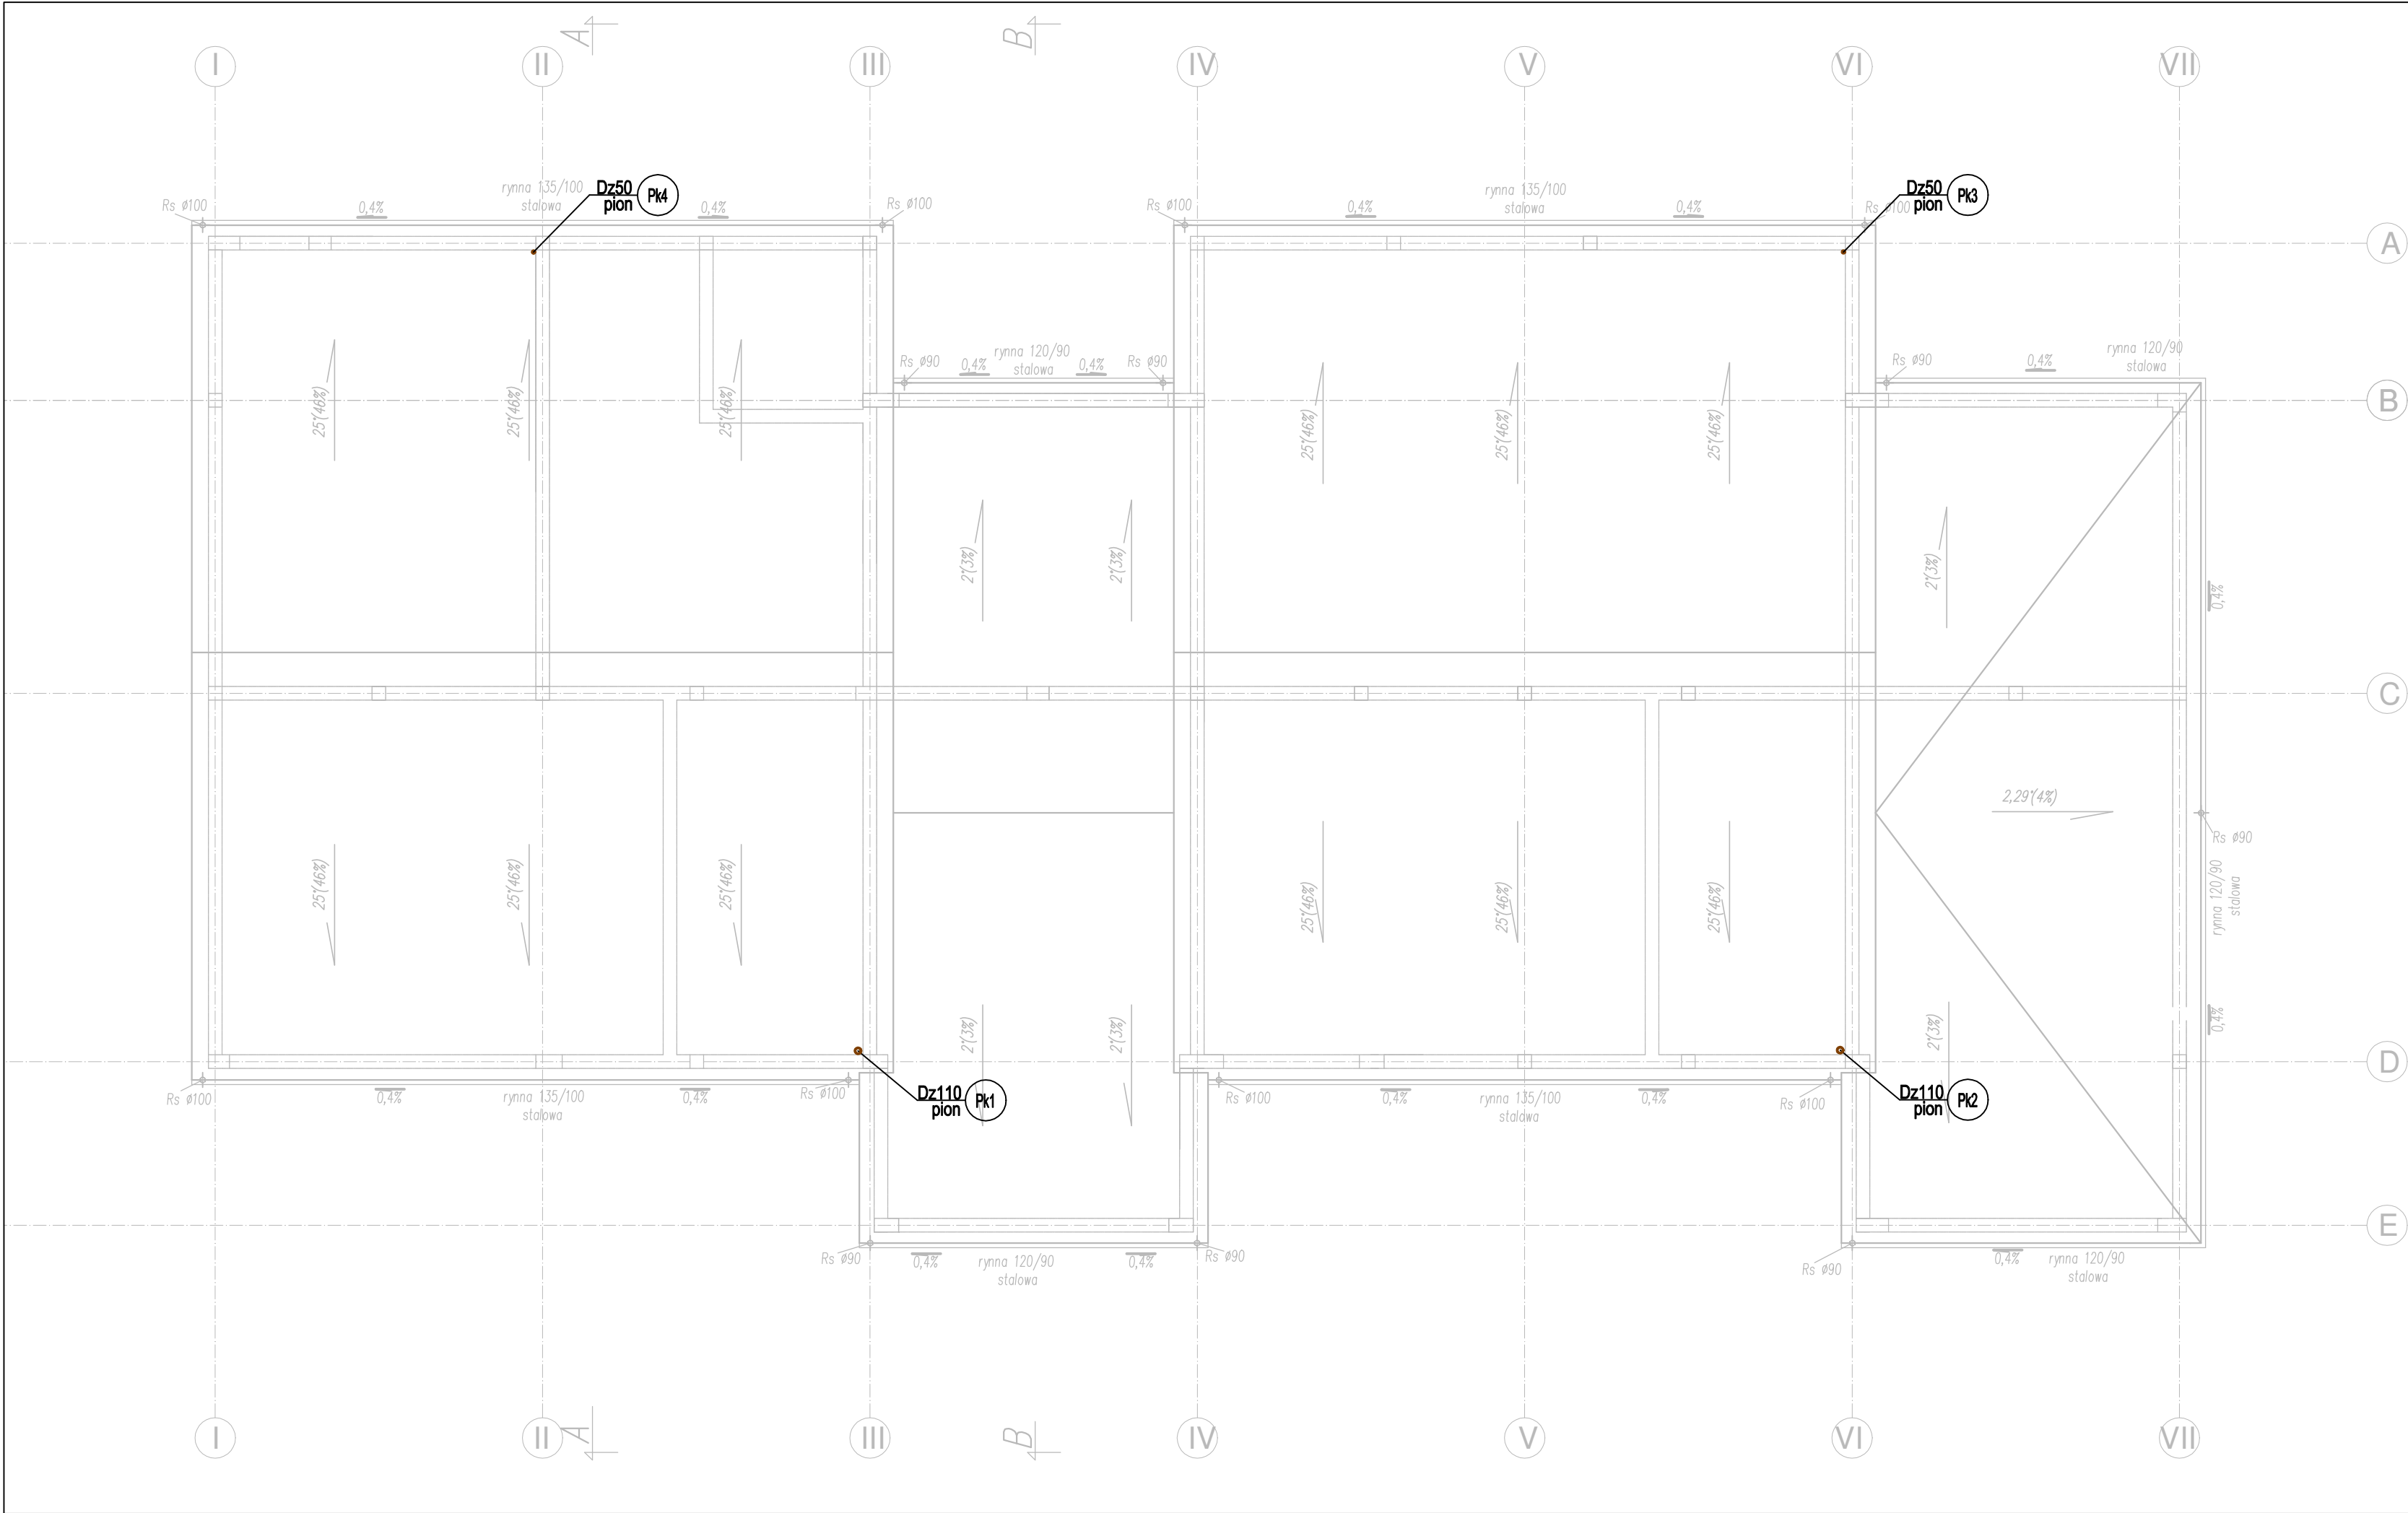 A
B
I
II
III
IV
V
VI
VII
Rs ø100
0,4%
rynna 135/100
stalowa
Dz50
pion
Pk4
0,4%
Rs ø100
Rs ø100
0,4%
rynna 135/100
stalowa
0,4%
Rs ø100
Dz50
pion
Pk3
A
Rs ø90
0,4%
rynna 120/90
stalowa
0,4%
Rs ø90
Rs ø90
0,4%
rynna 120/90
stalowa
B
25°(46%)
25°(46%)
25°(46%)
25°(46%)
25°(46%)
25°(46%)
2°(3%)
2°(3%)
2°(3%)
0,4%
C
2,29°(4%)
Rs ø90
rynna 120/90
stalowa
25°(46%)
25°(46%)
25°(46%)
25°(46%)
25°(46%)
25°(46%)
2°(3%)
2°(3%)
2°(3%)
0,4%
D
Rs ø100
0,4%
rynna 135/100
stalowa
0,4%
Rs ø100
Dz110
pion
Pk1
Rs ø100
0,4%
rynna 135/100
stalowa
0,4%
Rs ø100
Dz110
pion
Pk2
E
Rs ø90
0,4%
rynna 120/90
stalowa
0,4%
Rs ø90
Rs ø90
0,4%
rynna 120/90
stalowa
A
B
I
II
III
IV
V
VI
VII